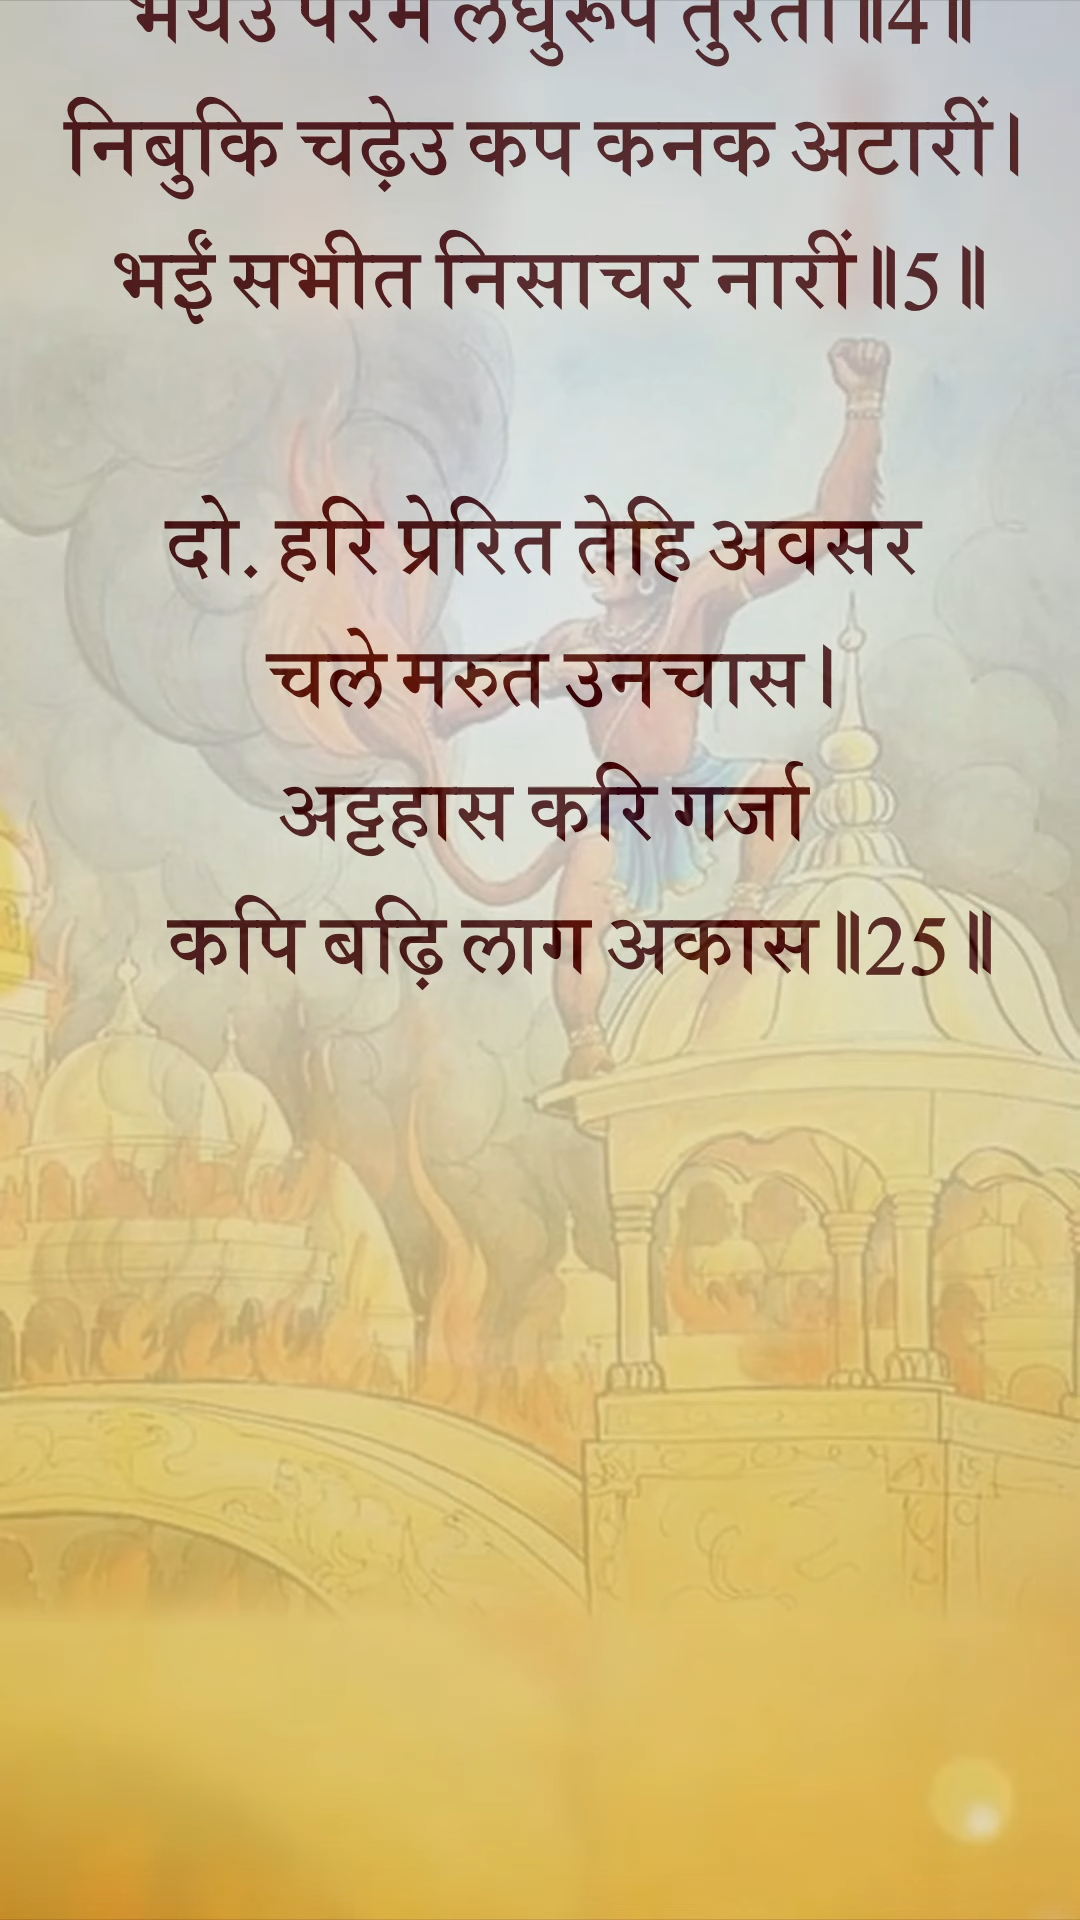 भयउ परम लघुरूप तुरंता॥4॥
निबुकि चढ़ेउ कप कनक अटारीं।
भईं सभीत निसाचर नारीं॥5॥
दो. हरि प्रेरित तेहि अवसर
चले मरुत उनचास।
अट्टहास करि गर्जा
कपि बढ़ि लाग अकास॥25॥